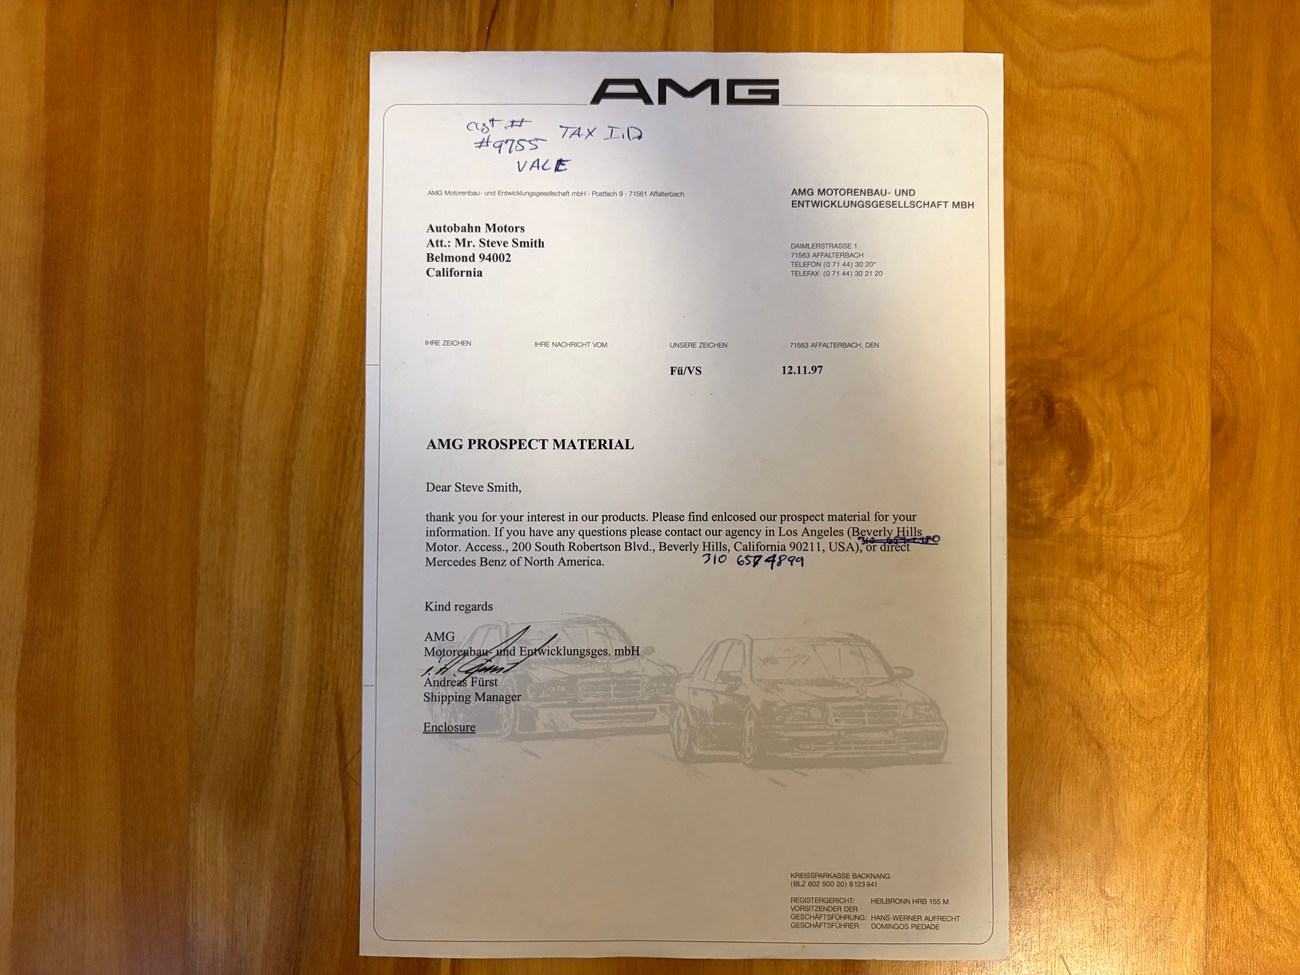 AMG
cst #
#9755 TAX I.D
VALE
AMG Motorenbau- und Entwicklungsgesellschaft mbH - Postfach 9 - 71561 Affalterbach
AMG MOTORENBAU- UND
ENTWICKLUNGSGESELLSCHAFT MBH
Autobahn Motors
Att.: Mr. Steve Smith
Belmond 94002
California
DAIMLERSTRASSE 1
71563 AFFALTERBACH
TELEFON (0 71 44) 30 20*
TELEFAX (0 71 44) 30 21 20
IHRE ZEICHEN IHRE NACHRICHT VOM UNSERE ZEICHEN 71563 AFFALTERBACH, DEN
Fü/VS 12.11.97
AMG PROSPECT MATERIAL
Dear Steve Smith,
thank you for your interest in our products. Please find enlcosed our prospect material for your
information. If you have any questions please contact our agency in Los Angeles (Beverly Hills
Motor. Access., 200 South Robertson Blvd., Beverly Hills, California 90211, USA), or direct
Mercedes Benz of North America.
310 657 4899
Kind regards
AMG
Motorenbau- und Entwicklungsges. mbH
Andreas Fürst
Shipping Manager
Enclosure
KREISSPARKASSE BACKNANG
(BLZ 602 500 20) 8 123 941
REGISTERGERICHT: HEILBRONN HRB 155 M
VORSITZENDER DER
GESCHÄFTSFÜHRUNG: HANS-WERNER AUFRECHT
GESCHÄFTSFÜHRER: DOMINGOS PIEDADE